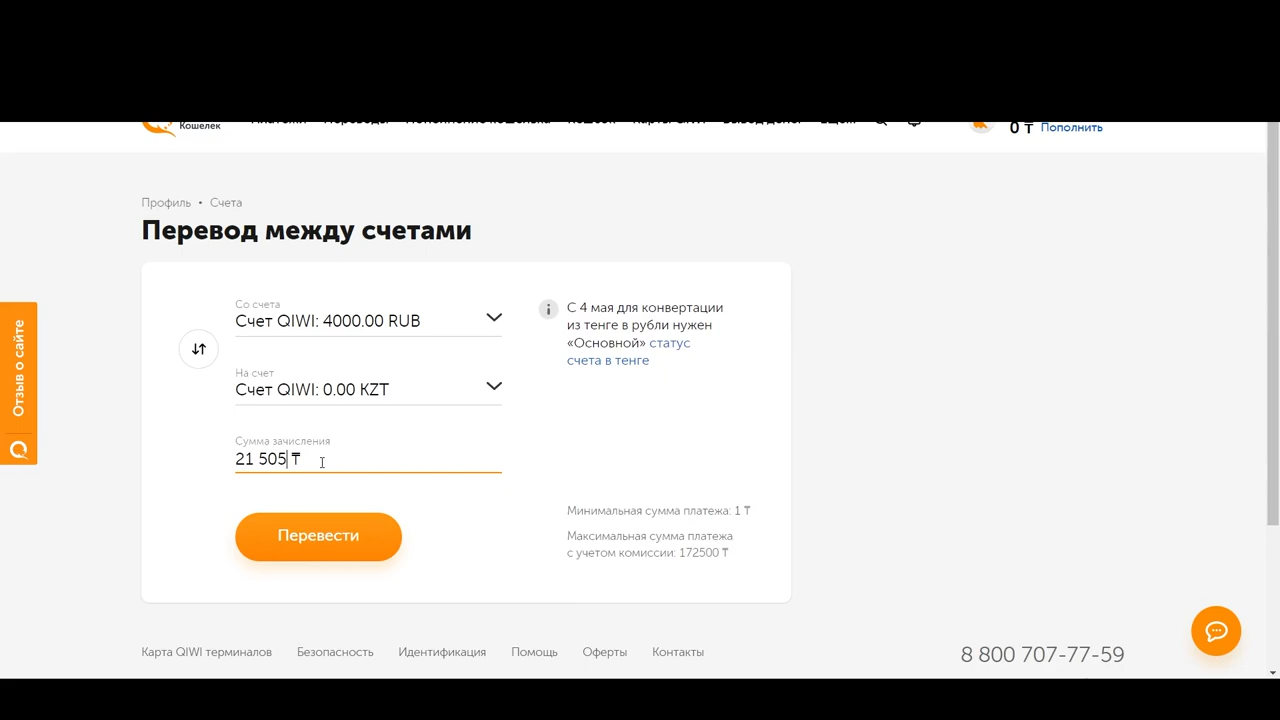 Кошелек
0 ₸ Пополнить
Профиль • Счета
Перевод между счетами
Со счета
Счет QIWI: 4000.00 RUB
На счет
Счет QIWI: 0.00 KZT
Сумма зачисления
21 505 ₸
Перевести
С 4 мая для конвертации
из тенге в рубли нужен
«Основной» статус
счета в тенге
Минимальная сумма платежа: 1 ₸
Максимальная сумма платежа
с учетом комиссии: 172500 ₸
Отзыв о сайте
Карта QIWI терминалов Безопасность Идентификация Помощь Оферты Контакты
8 800 707-77-59